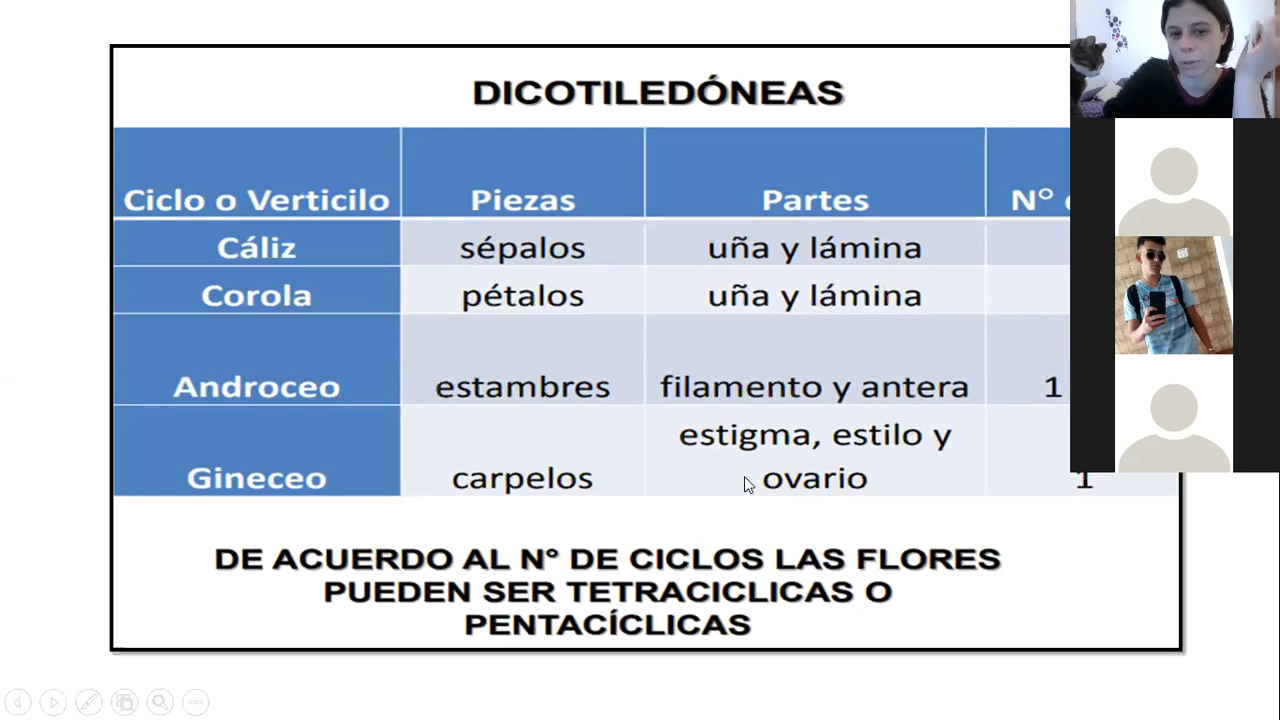 DICOTILEDÓNEAS
Ciclo o Verticilo Piezas Partes N°
Cáliz sépalos uña y lámina
Corola pétalos uña y lámina
Androceo estambres filamento y antera 1
Gineceo carpelos estigma, estilo y
ovario 1
DE ACUERDO AL N° DE CICLOS LAS FLORES
PUEDEN SER TETRACICLICAS O
PENTACÍCLICAS